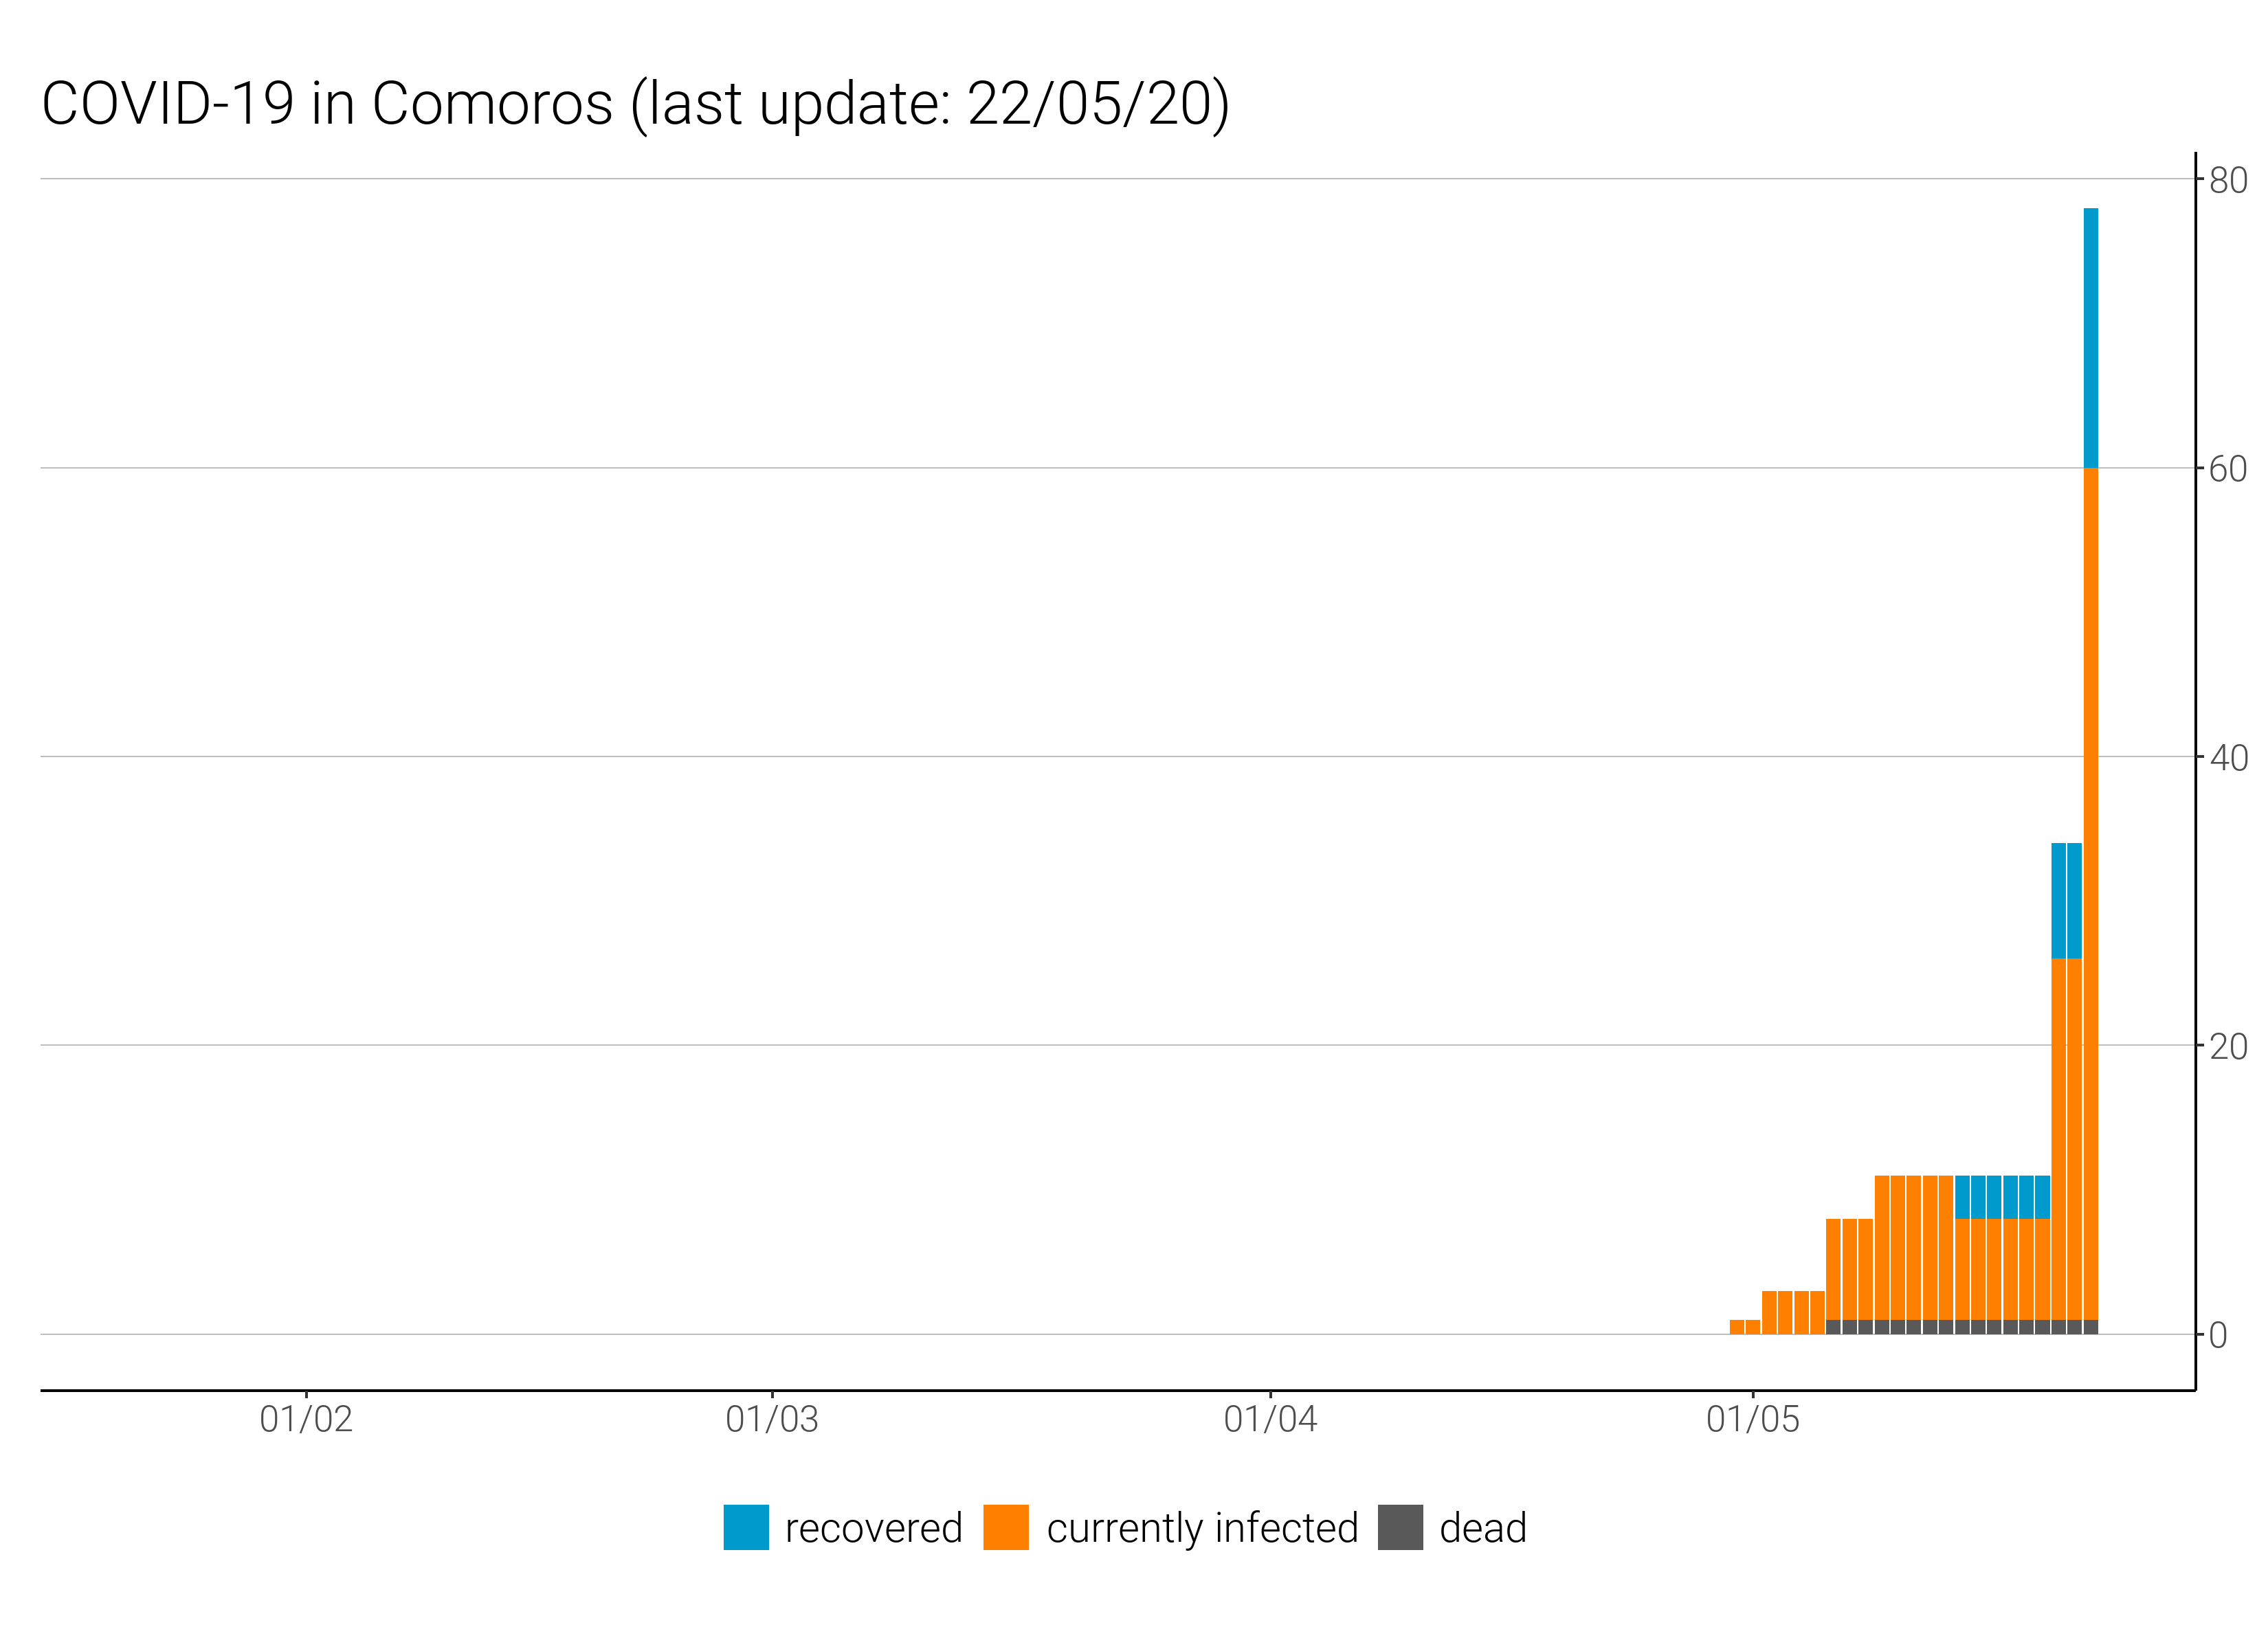 COVID-19 in Comoros (last update: 22/05/20)
80
60
40
20
0
01/02 01/03 01/04 01/05
recovered currently infected dead